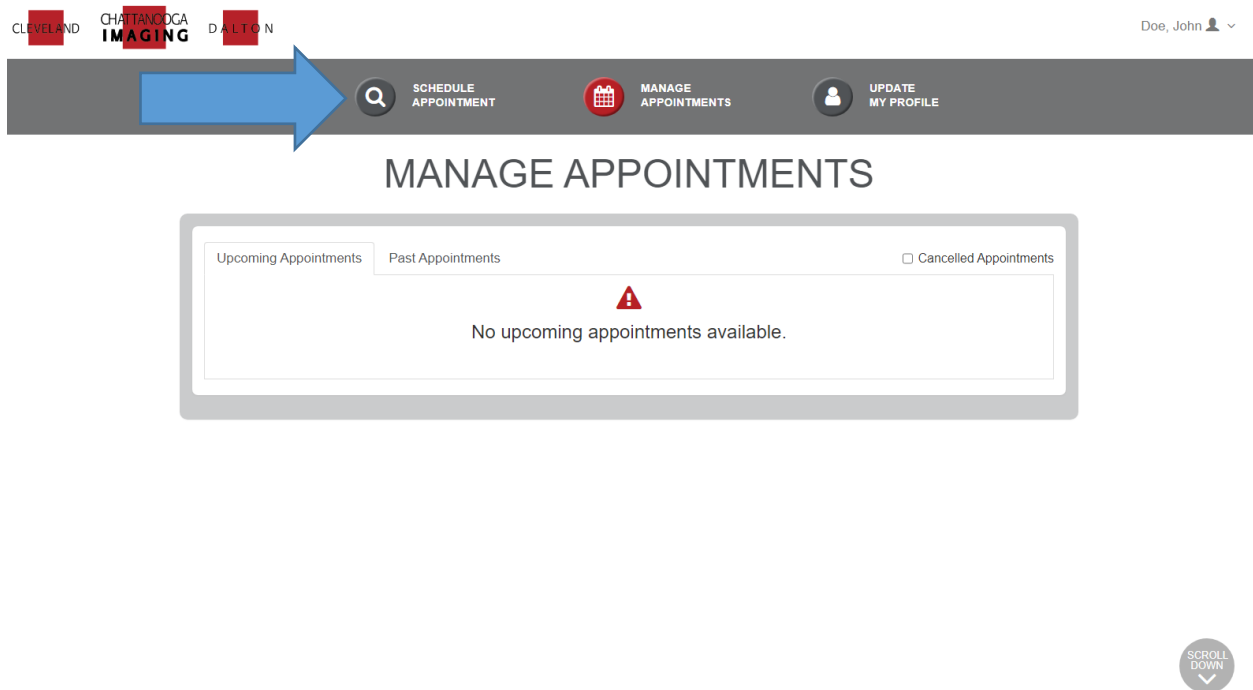 CLEVELAND
CHATTANOOGA
IMAGING
DALTON
Doe, John
SCHEDULE
APPOINTMENT
MANAGE
APPOINTMENTS
UPDATE
MY PROFILE
MANAGE APPOINTMENTS
Upcoming Appointments
Past Appointments
Cancelled Appointments
No upcoming appointments available.
SCROLL
DOWN